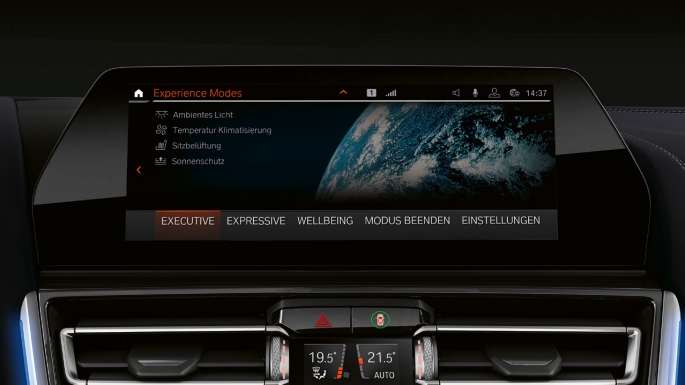 Experience Modes 1 14:37
Ambientes Licht
Temperatur Klimatisierung
Sitzbelüftung
Sonnenschutz
EXECUTIVE EXPRESSIVE WELLBEING MODUS BEENDEN EINSTELLUNGEN
19.5° 21.5°
AUTO